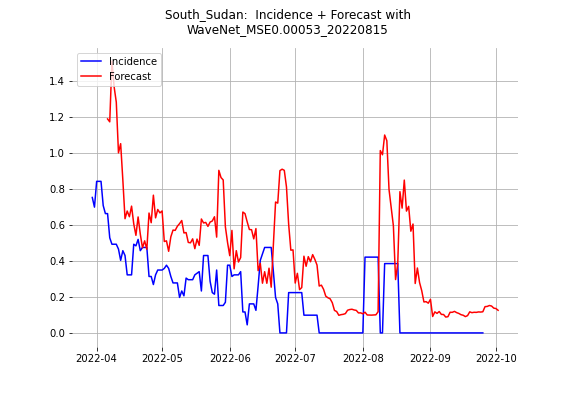 South_Sudan:  Incidence + Forecast with
WaveNet_MSE0.00053_20220815
Incidence
Forecast
1.4
1.2
1.0
0.8
0.6
0.4
0.2
0.0
2022-04 2022-05 2022-06 2022-07 2022-08 2022-09 2022-10